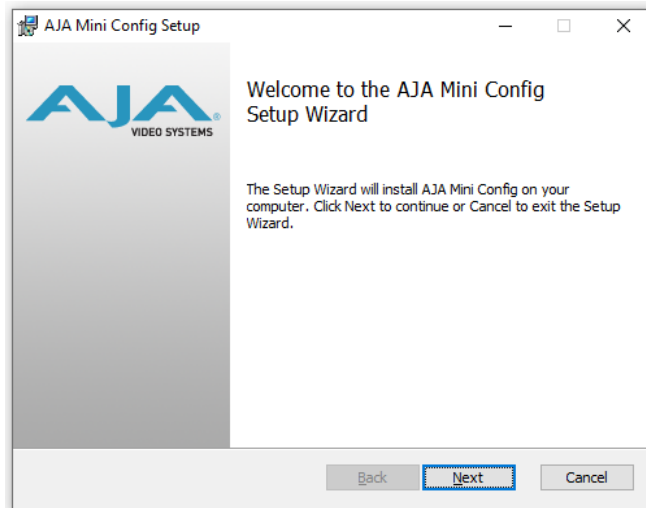 AJA Mini Config Setup
AJA®
VIDEO SYSTEMS
Welcome to the AJA Mini Config
Setup Wizard
The Setup Wizard will install AJA Mini Config on your
computer. Click Next to continue or Cancel to exit the Setup
Wizard.
Back
Next
Cancel